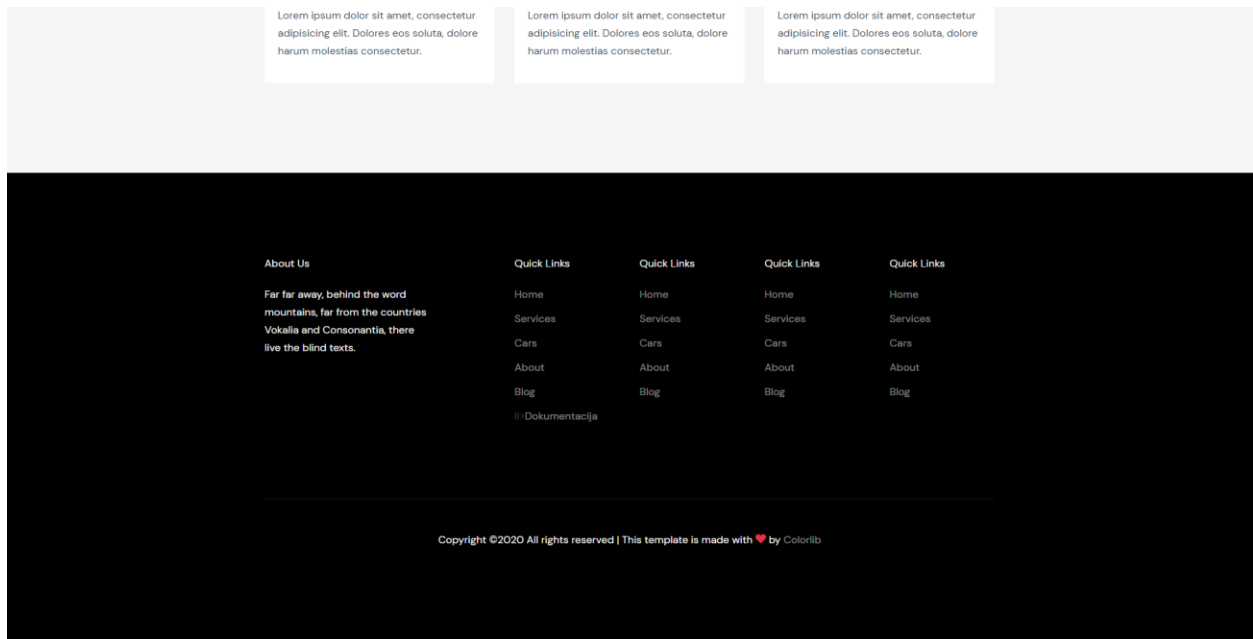 Lorem ipsum dolor sit amet, consectetur
adipisicing elit. Dolores eos soluta, dolore
harum molestias consectetur.
Lorem ipsum dolor sit amet, consectetur
adipisicing elit. Dolores eos soluta, dolore
harum molestias consectetur.
Lorem ipsum dolor sit amet, consectetur
adipisicing elit. Dolores eos soluta, dolore
harum molestias consectetur.
About Us
Far far away, behind the word
mountains, far from the countries
Vokalia and Consonantia, there
live the blind texts.
Quick Links
Home
Services
Cars
About
Blog
li>Dokumentacija
Quick Links
Home
Services
Cars
About
Blog
Quick Links
Home
Services
Cars
About
Blog
Quick Links
Home
Services
Cars
About
Blog
Copyright ©2020 All rights reserved | This template is made with ❤ by Colorlib